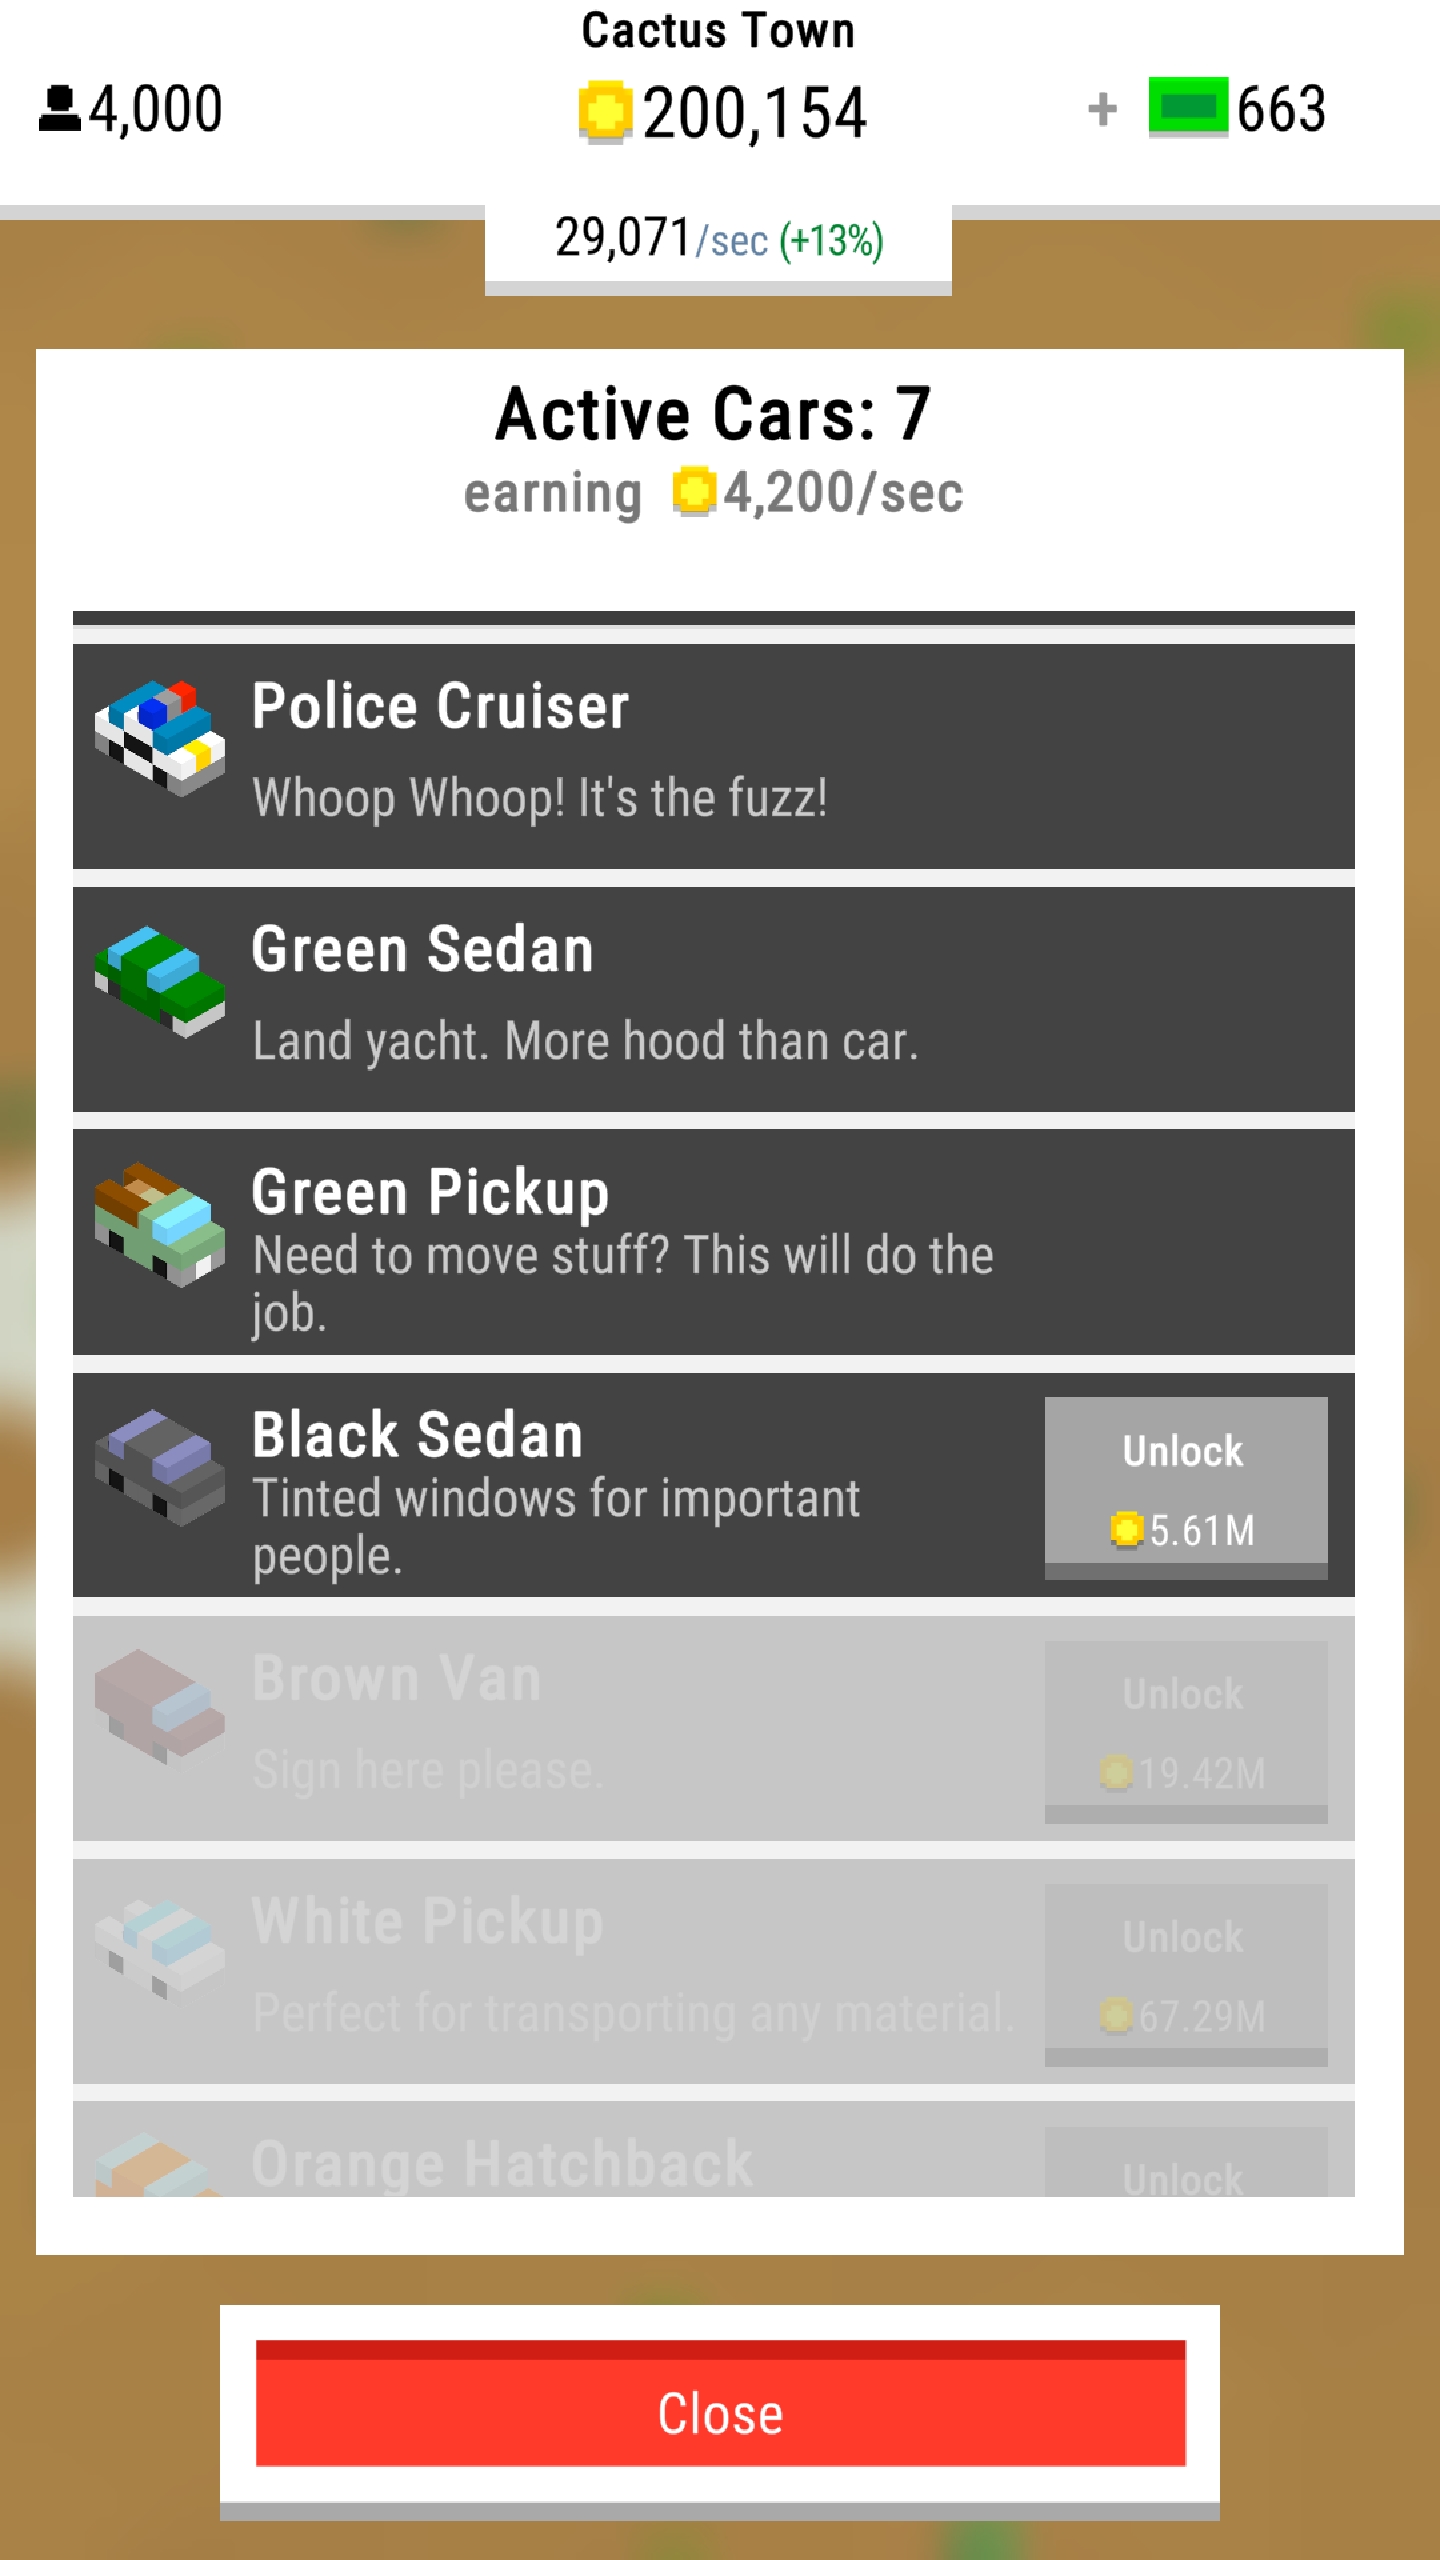 Cactus Town
4,000
200,154
+ 663
29,071/sec (+13%)
Active Cars: 7
earning 4,200/sec
Police Cruiser
Whoop Whoop! It's the fuzz!
Green Sedan
Land yacht. More hood than car.
Green Pickup
Need to move stuff? This will do the
job.
Black Sedan
Tinted windows for important
people.
Unlock
5.61M
Brown Van
Sign here please.
Unlock
19.42M
White Pickup
Perfect for transporting any material.
Unlock
67.29M
Orange Hatchback
Unlock
Close